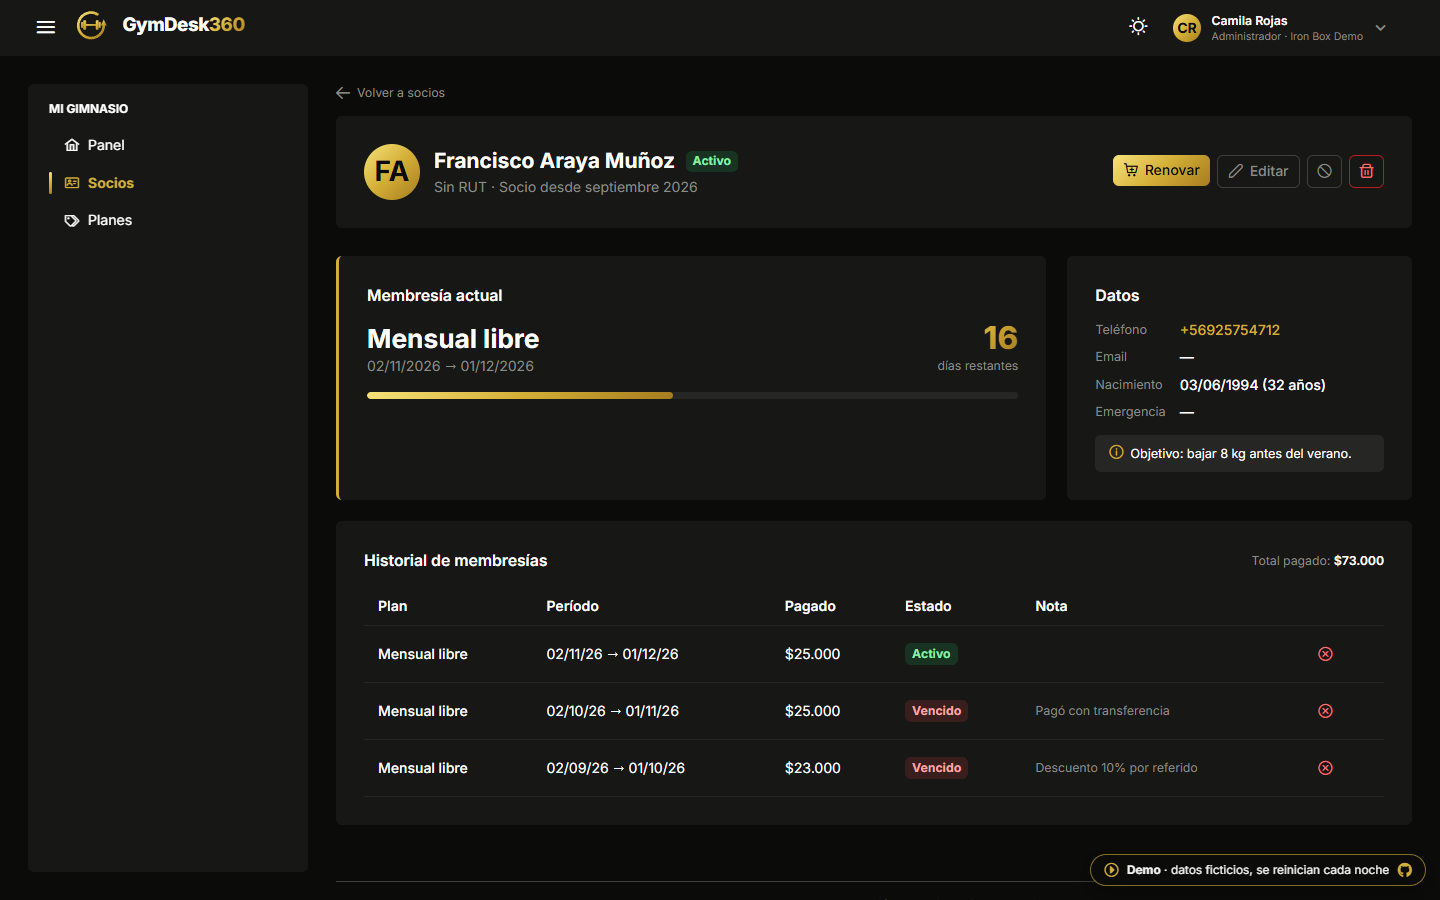 GymDesk360
Camila Rojas
CR
Administrador · Iron Box Demo
MI GIMNASIO
Panel
Socios
Planes
Volver a socios
FA
Francisco Araya Muñoz
Activo
Sin RUT · Socio desde septiembre 2026
Renovar
Editar
Membresía actual
Mensual libre
02/11/2026 → 01/12/2026
16
días restantes
Datos
Teléfono +56925754712
Email —
Nacimiento 03/06/1994 (32 años)
Emergencia —
Objetivo: bajar 8 kg antes del verano.
Historial de membresías
Total pagado: $73.000
Plan Período Pagado Estado Nota
Mensual libre 02/11/26 → 01/12/26 $25.000 Activo
Mensual libre 02/10/26 → 01/11/26 $25.000 Vencido Pagó con transferencia
Mensual libre 02/09/26 → 01/10/26 $23.000 Vencido Descuento 10% por referido
Demo · datos ficticios, se reinician cada noche